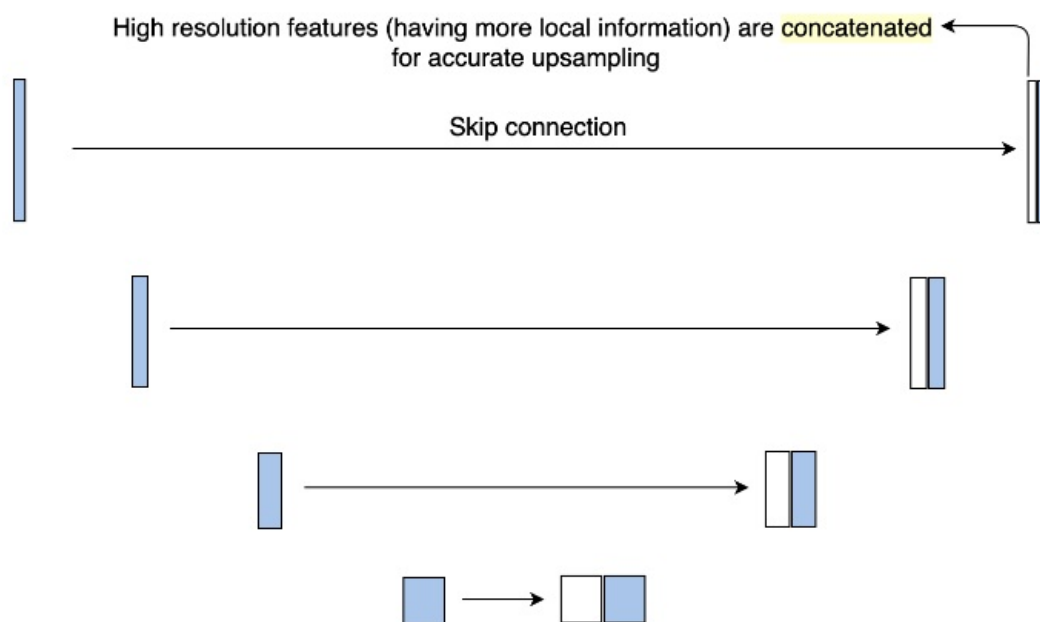 High resolution features (having more local information) are concatenated
for accurate upsampling
Skip connection